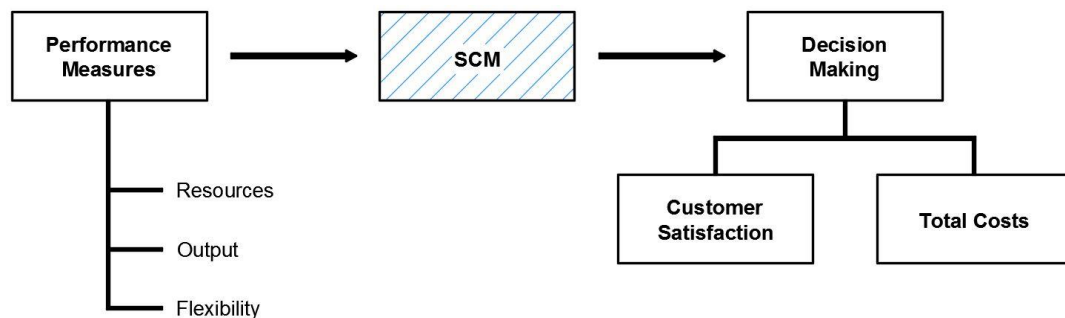 Performance
Measures
SCM
Decision
Making
Resources
Output
Flexibility
Customer
Satisfaction
Total Costs